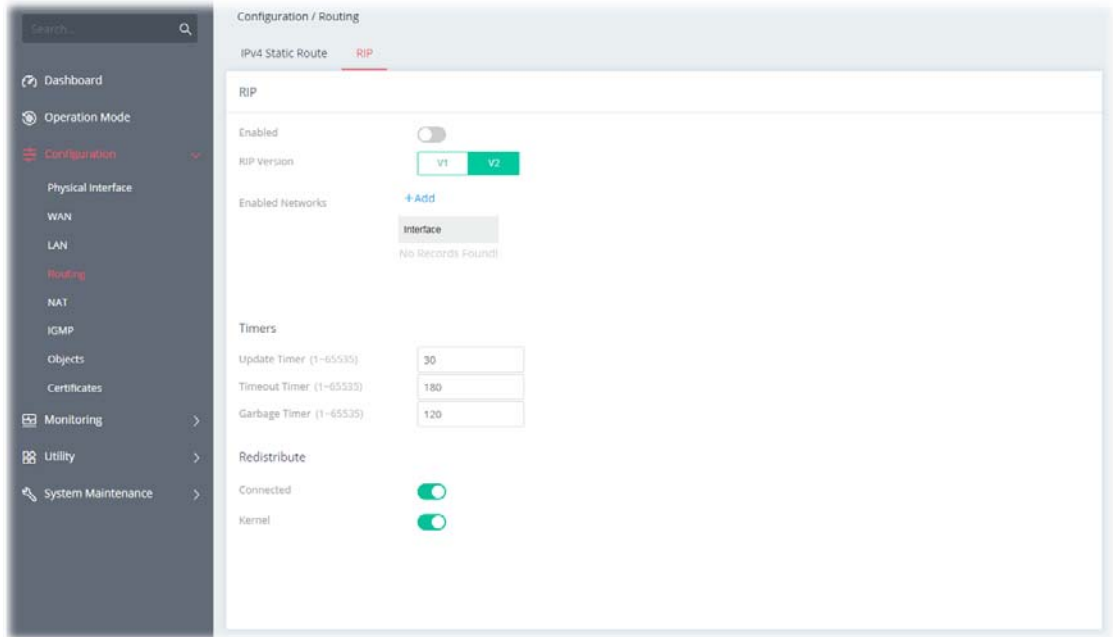 Search...
Dashboard
Operation Mode
Configuration
Physical Interface
WAN
LAN
Routing
NAT
IGMP
Objects
Certificates
Monitoring
Utility
System Maintenance
Configuration / Routing
IPv4 Static Route RIP
RIP
Enabled
RIP Version V1 V2
Enabled Networks +Add
Interface
No Records Found!
Timers
Update Timer (1~65535) 30
Timeout Timer (1~65535) 180
Garbage Timer (1~65535) 120
Redistribute
Connected
Kernel